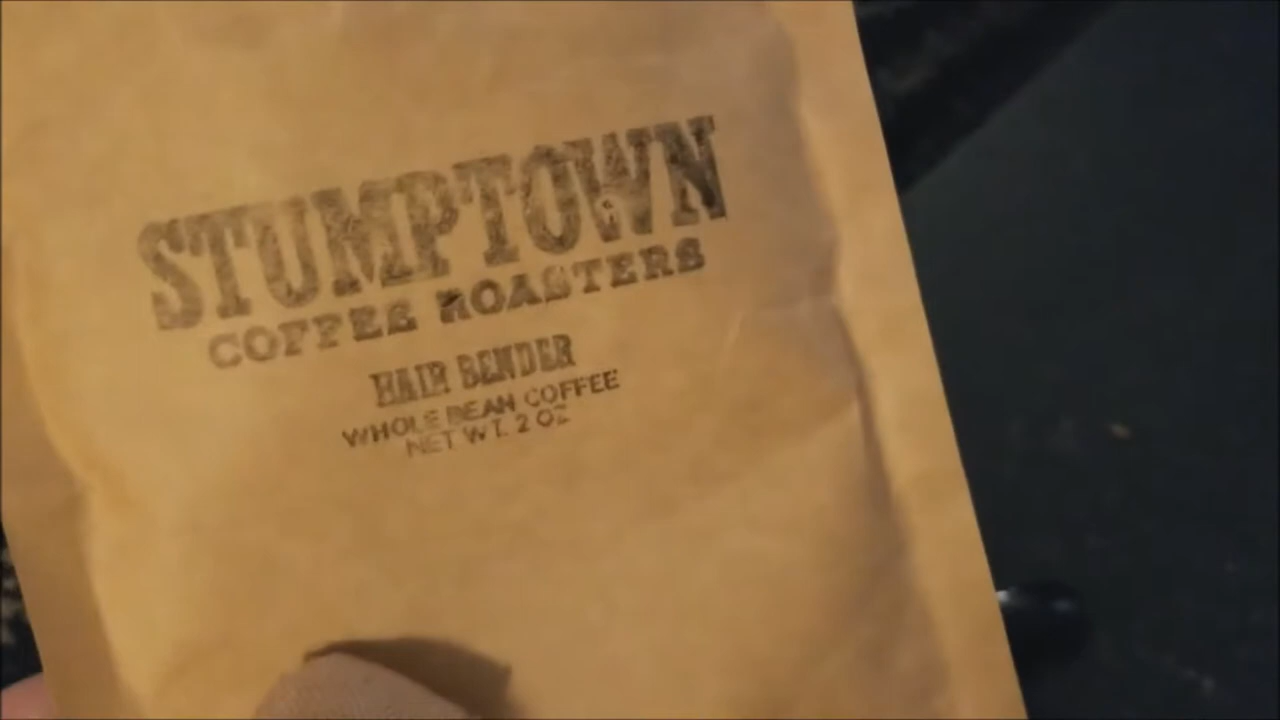 STUMPTOWN
COFFEE ROASTERS
HAIR BENDER
WHOLE BEAN COFFEE
NET WT. 2 OZ